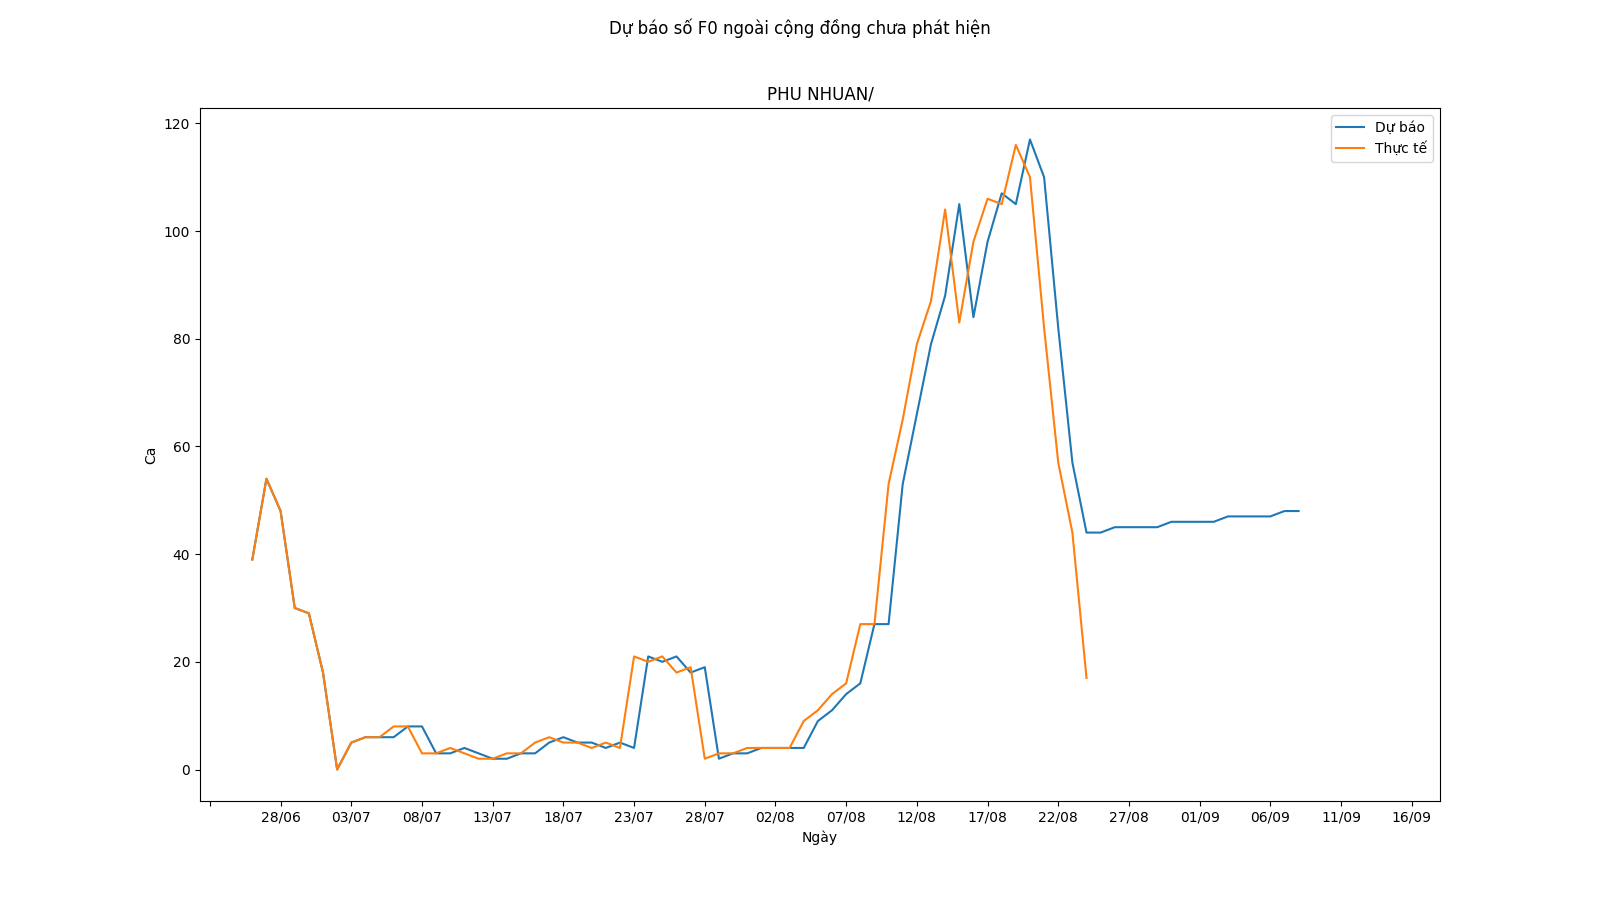 Dự báo số F0 ngoài cộng đồng chưa phát hiện
PHU NHUAN/
120
100
80
60
40
20
0
Ca
Dự báo
Thực tế
28/06 03/07 08/07 13/07 18/07 23/07 28/07 02/08 07/08 12/08 17/08 22/08 27/08 01/09 06/09 11/09 16/09
Ngày